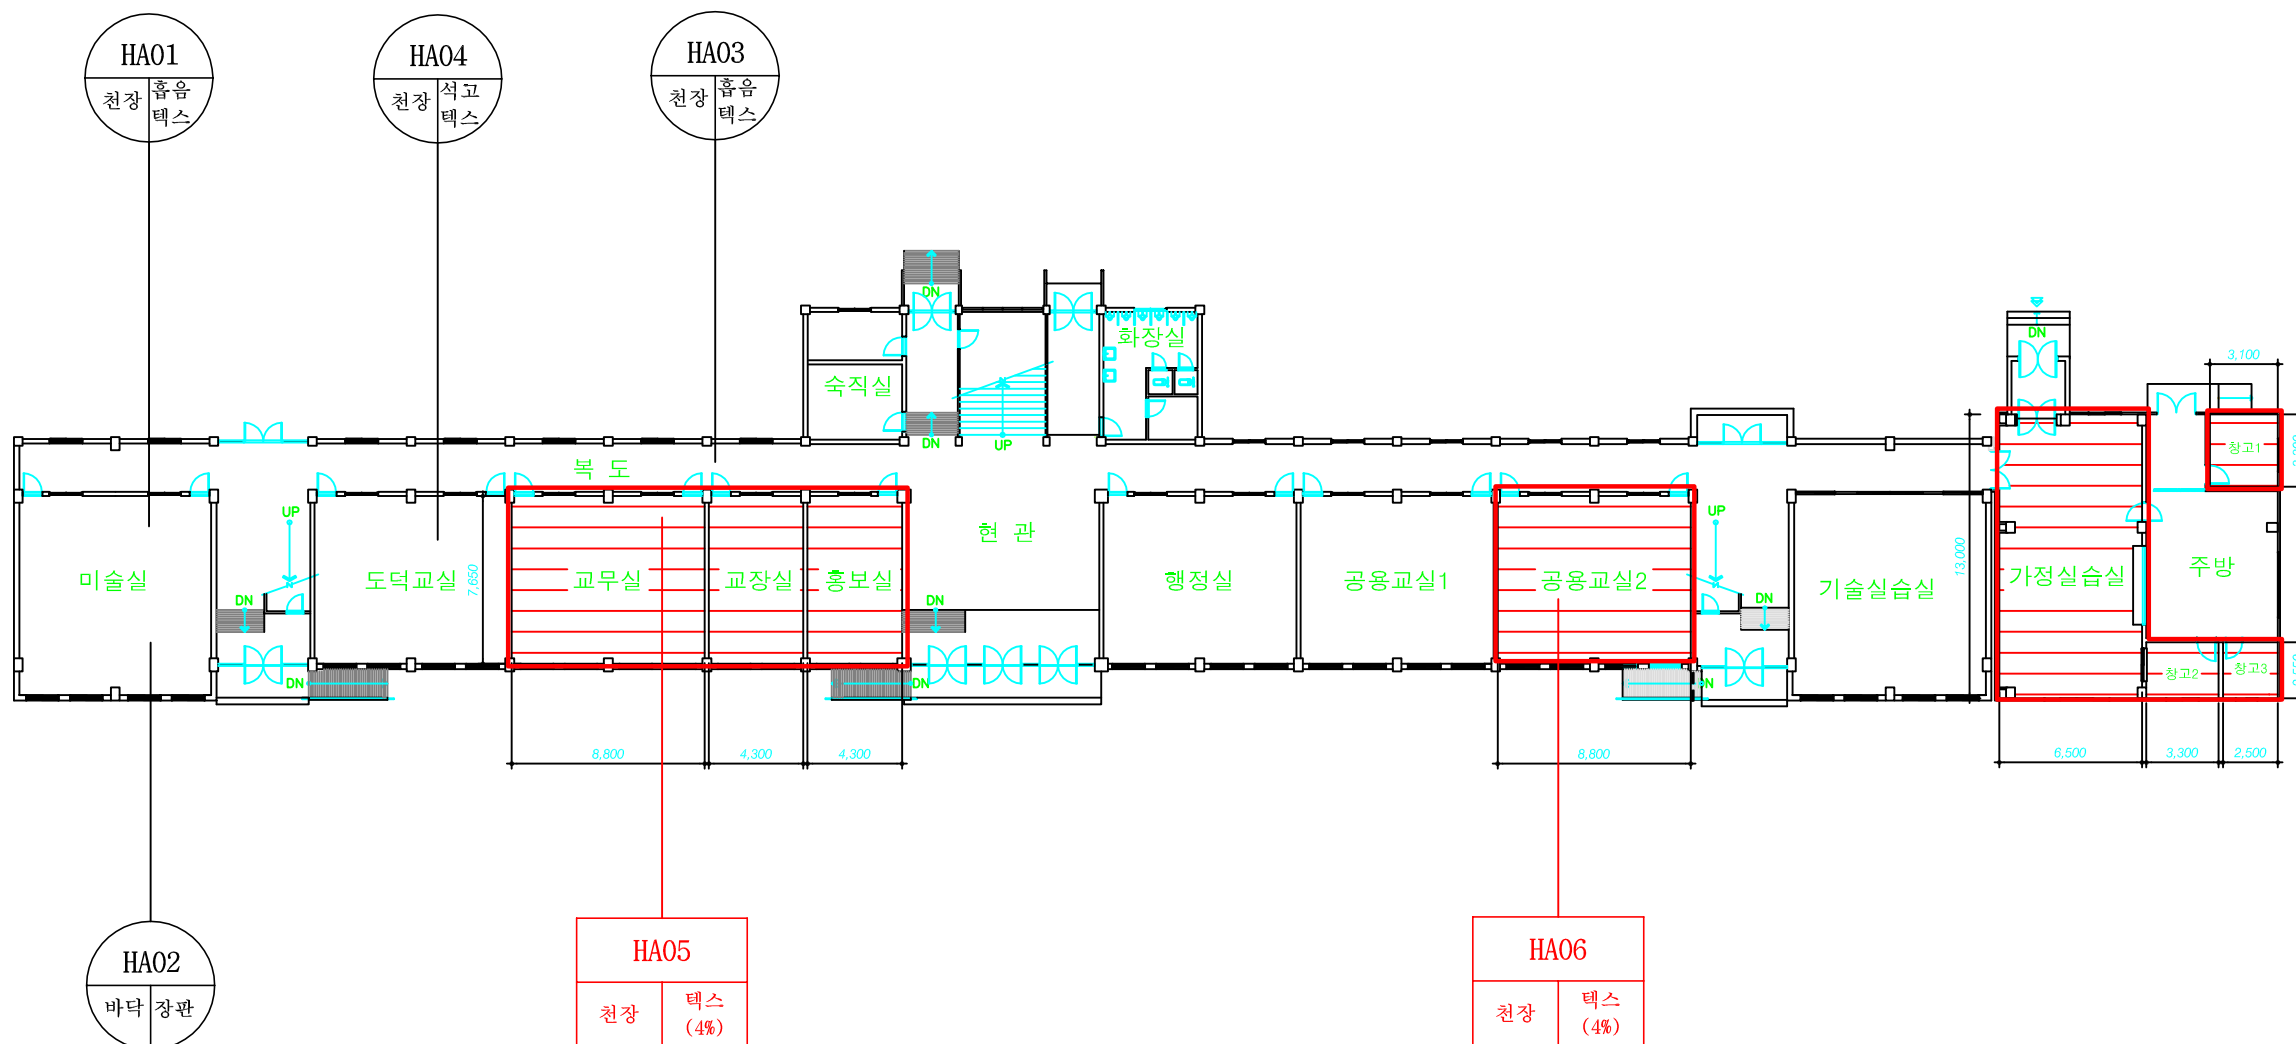 HA01
천장
흡음
텍스
HA04
천장
석고
텍스
HA03
천장
흡음
텍스
DN
화장실
숙직실
DN
UP
DN
3,100
창고1
복 도
UP
현 관
UP
13,000
미술실
도덕교실
7,650
교무실
교장실
홍보실
행정실
공용교실1
공용교실2
기술실습실
가정실습실
주방
DN
DN
DN
창고2
창고3
DN
DN
DN
8,800
4,300
4,300
8,800
6,500
3,300
2,500
HA02
바닥
장판
HA05
천장
텍스
(4%)
HA06
천장
텍스
(4%)